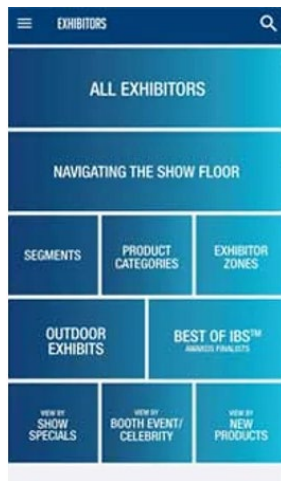 EXHIBITORS
ALL EXHIBITORS
NAVIGATING THE SHOW FLOOR
SEGMENTS
PRODUCT
CATEGORIES
EXHIBITOR
ZONES
OUTDOOR
EXHIBITS
BEST OF IBS™
AWARDS FINALISTS
VIEW BY
SHOW
SPECIALS
VIEW BY
BOOTH EVENT/
CELEBRITY
VIEW BY
NEW
PRODUCTS